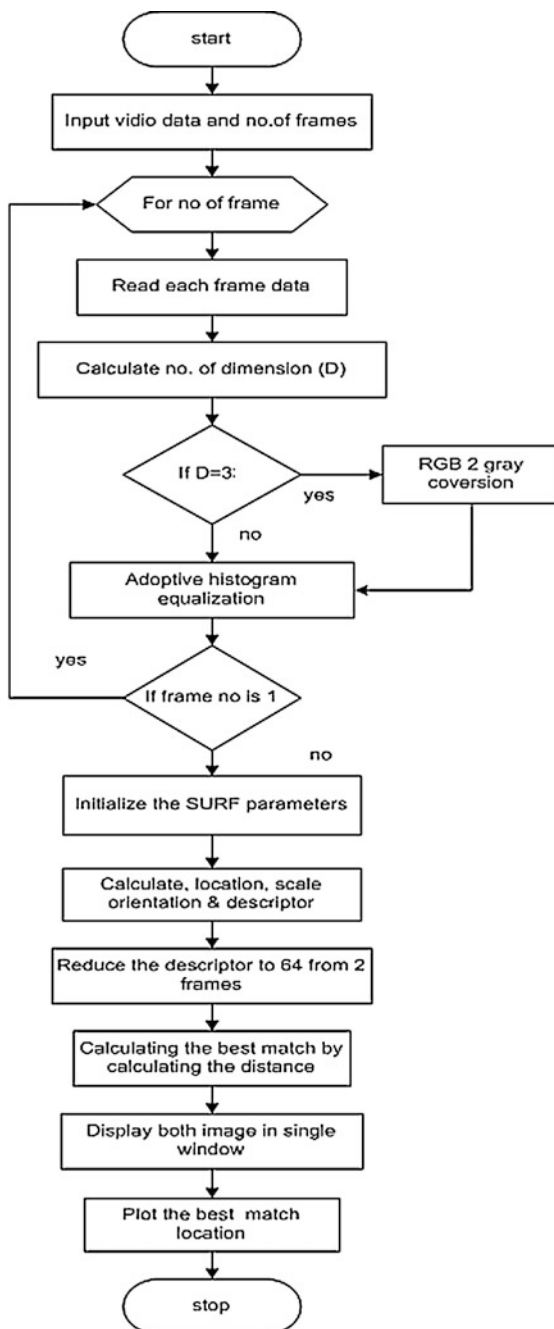 start
Input vidio data and no.of frames
For no of frame
Read each frame data
Calculate no. of dimension (D)
If D=3:
yes
RGB 2 gray
coversion
no
Adoptive histogram
equalization
yes
If frame no is 1
no
Initialize the SURF parameters
Calculate, location, scale
orientation & descriptor
Reduce the descriptor to 64 from 2
frames
Calculating the best match by
calculating the distance
Display both image in single
window
Plot the best match
location
stop